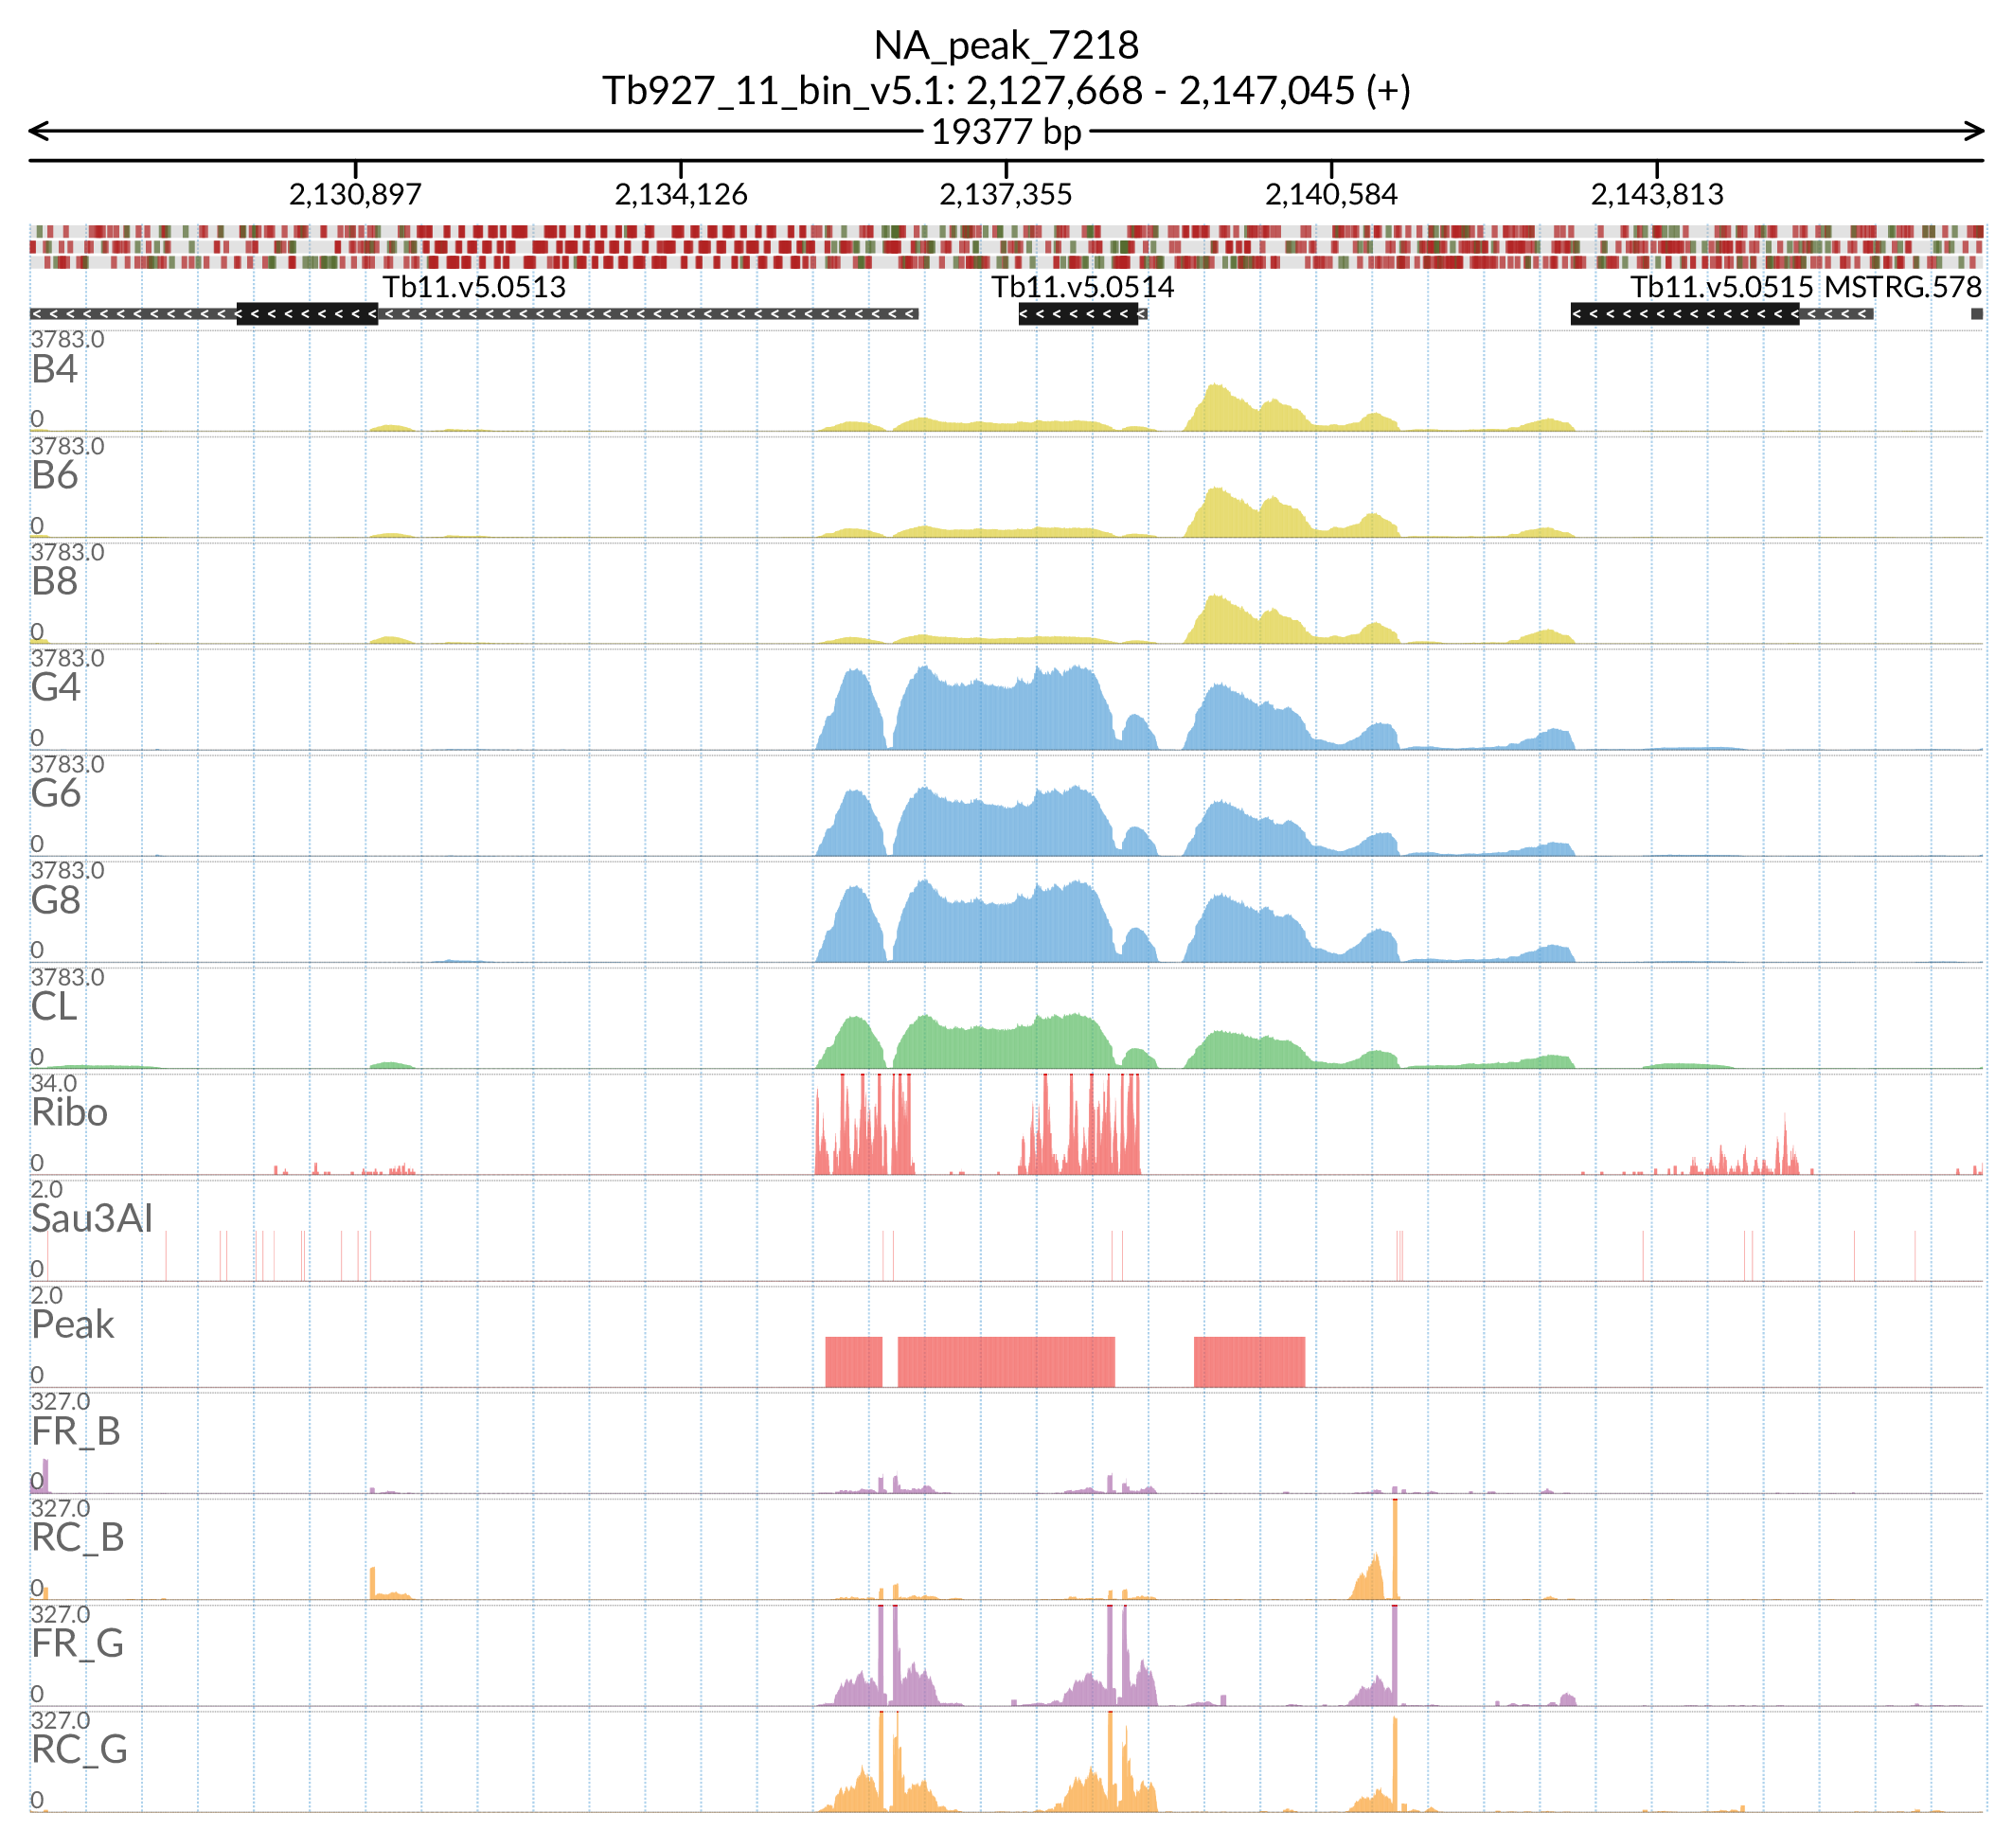 NA_peak_7218
Tb927_11_bin_v5.1: 2,127,668 - 2,147,045 (+)
19377 bp
2,130,897 2,134,126 2,137,355 2,140,584 2,143,813
Tb11.v5.0513 Tb11.v5.0514 Tb11.v5.0515 MSTRG.578
3783.0
B4
0
3783.0
B6
0
3783.0
B8
0
3783.0
G4
0
3783.0
G6
0
3783.0
G8
0
3783.0
CL
0
34.0
Ribo
0
2.0
Sau3AI
0
2.0
Peak
0
327.0
FR_B
0
327.0
RC_B
0
327.0
FR_G
0
327.0
RC_G
0